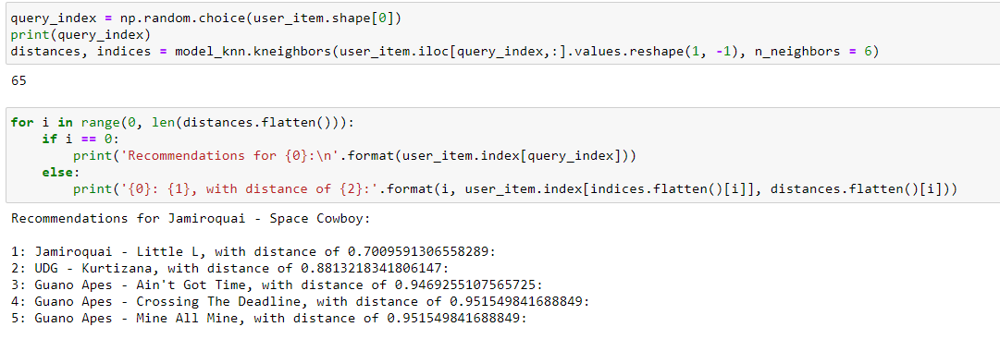 query_index = np.random.choice(user_item.shape[0])
print(query_index)
distances, indices = model_knn.kneighbors(user_item.iloc[query_index,:].values.reshape(1, -1), n_neighbors = 6)
65
for i in range(0, len(distances.flatten())):
    if i == 0:
        print('Recommendations for {0}:\n'.format(user_item.index[query_index]))
    else:
        print('{0}: {1}, with distance of {2}:'.format(i, user_item.index[indices.flatten()[i]], distances.flatten()[i]))
Recommendations for Jamiroquai - Space Cowboy:
1: Jamiroquai - Little L, with distance of 0.7009591306558289:
2: UDG - Kurtizana, with distance of 0.8813218341806147:
3: Guano Apes - Ain't Got Time, with distance of 0.9469255107565725:
4: Guano Apes - Crossing The Deadline, with distance of 0.951549841688849:
5: Guano Apes - Mine All Mine, with distance of 0.951549841688849: